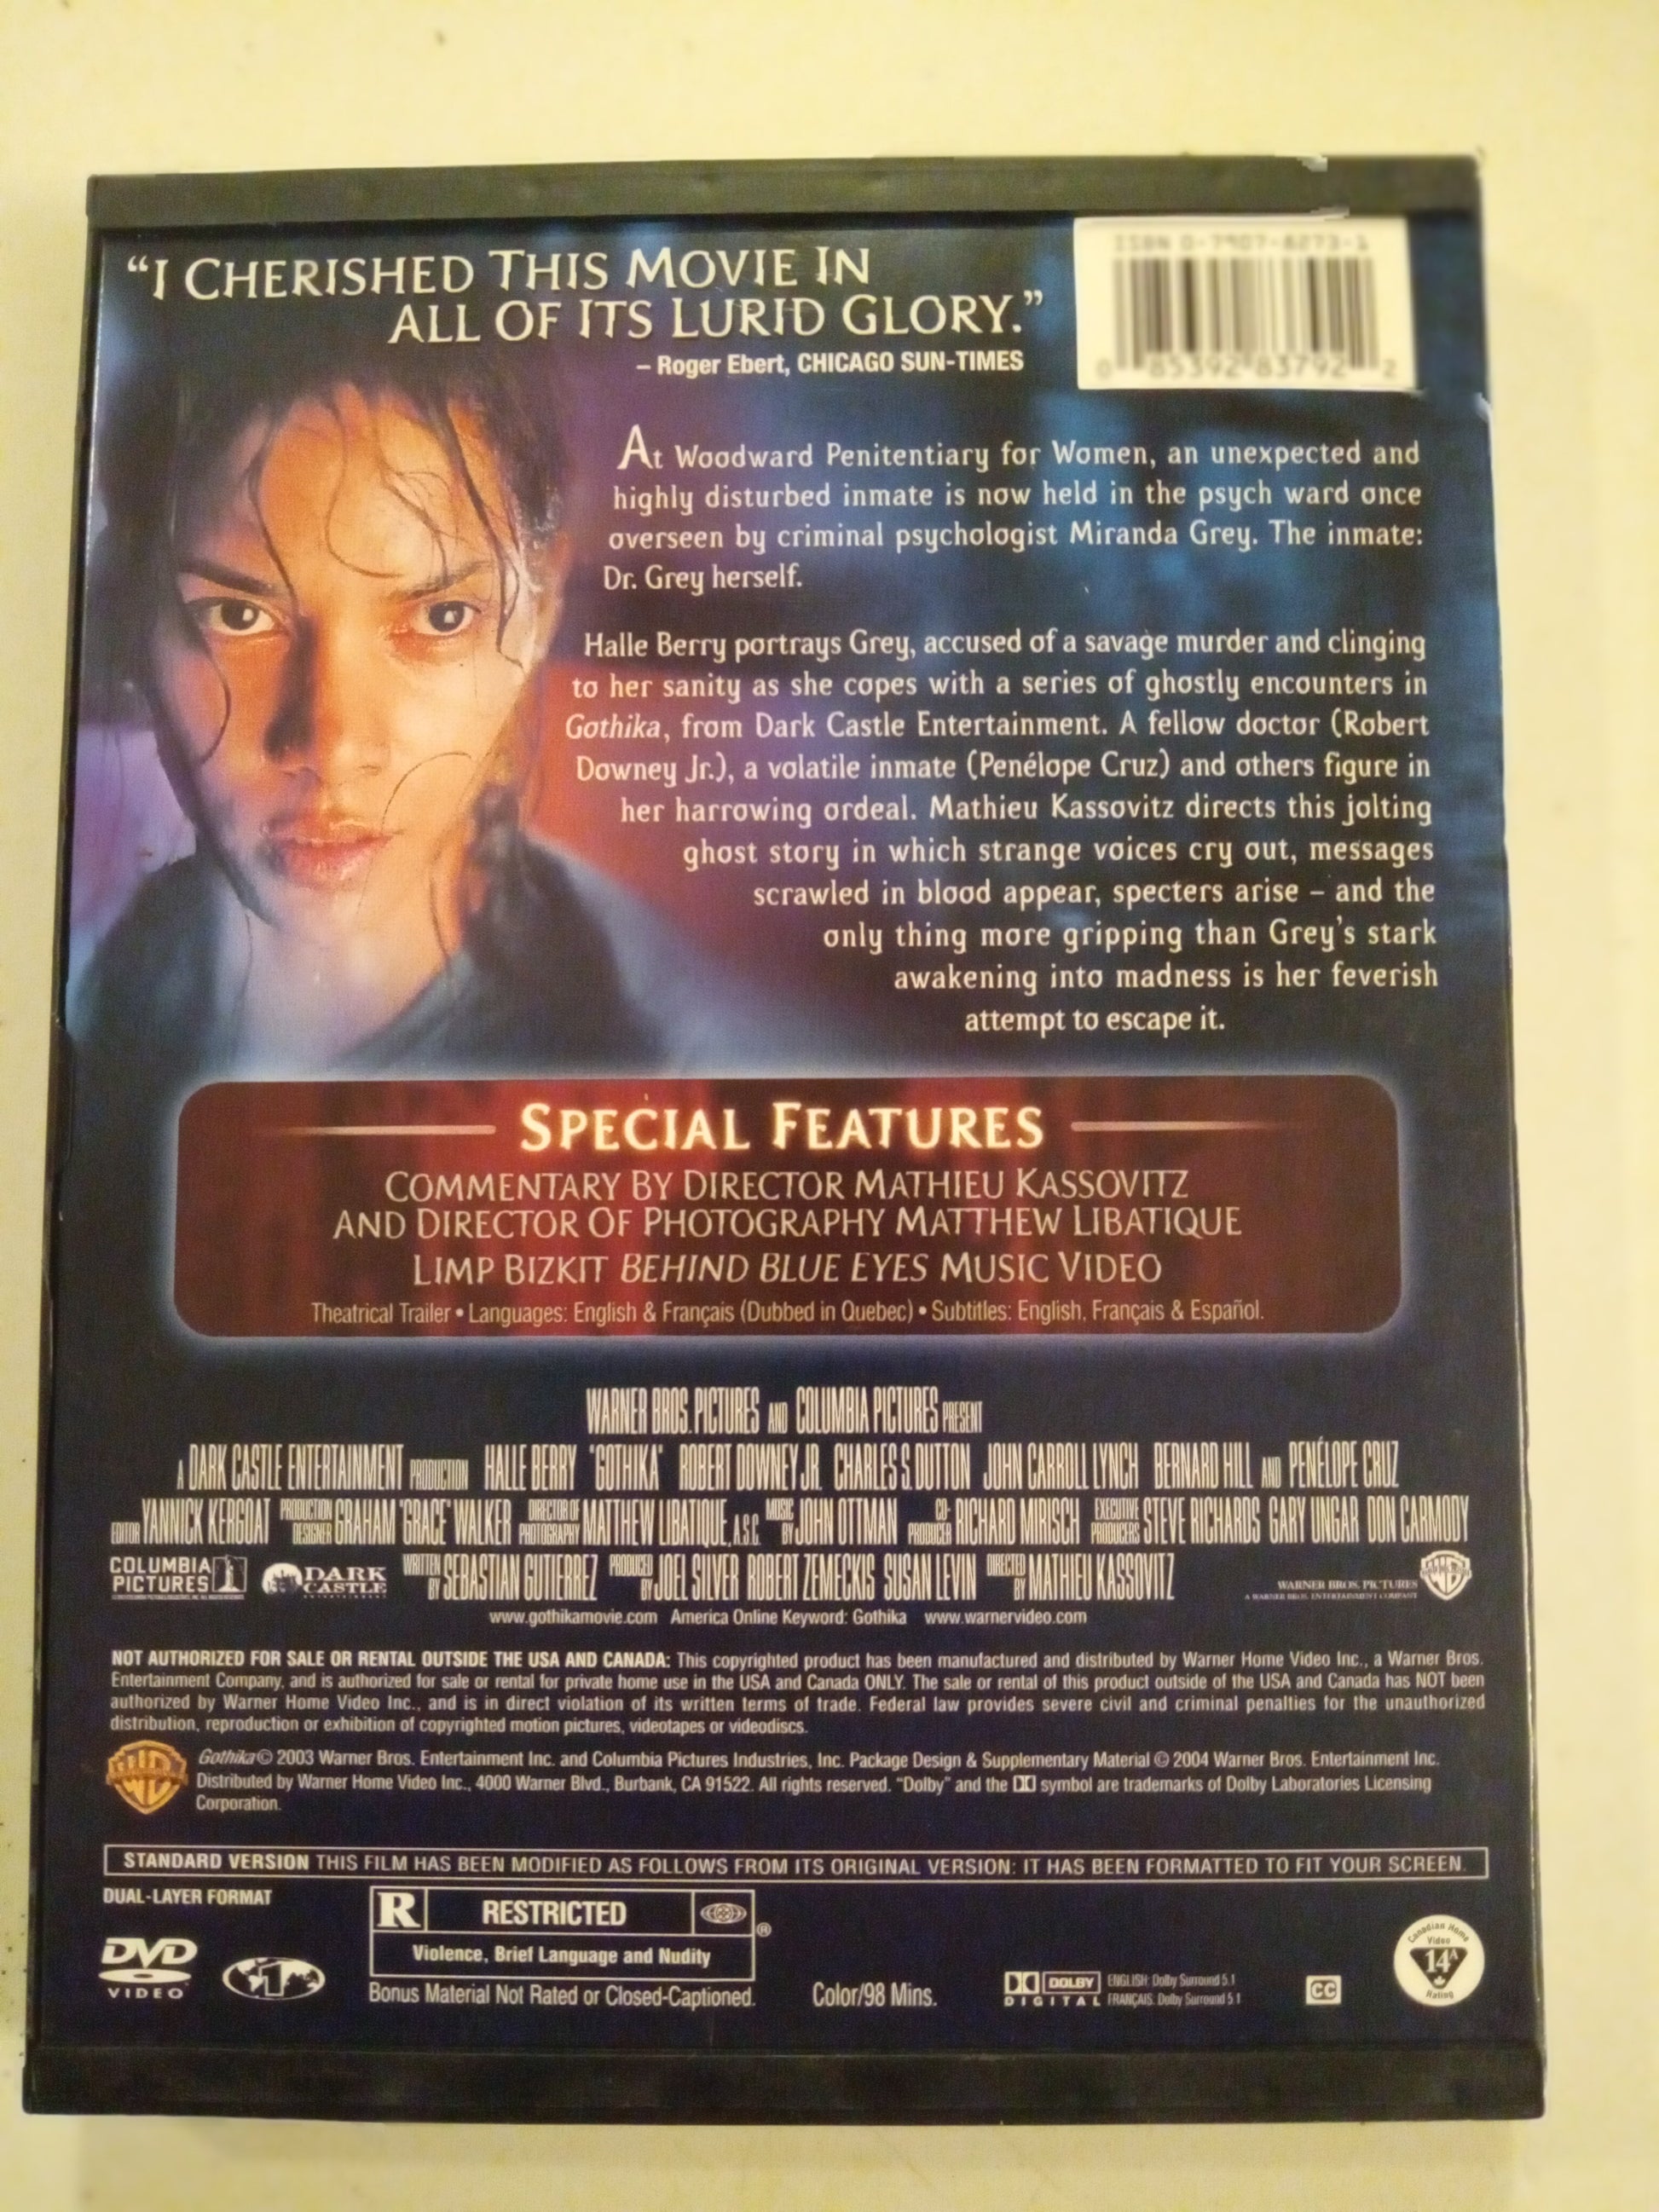 “I CHERISHED THIS MOVIE IN
ALL OF ITS LURID GLORY.”
– Roger Ebert, CHICAGO SUN-TIMES
ISBN 0-7907-8273-1
0 85392 83792 2
At Woodward Penitentiary for Women, an unexpected and
highly disturbed inmate is now held in the psych ward once
overseen by criminal psychologist Miranda Grey. The inmate:
Dr. Grey herself.
Halle Berry portrays Grey, accused of a savage murder and clinging
to her sanity as she copes with a series of ghostly encounters in
Gothika, from Dark Castle Entertainment. A fellow doctor (Robert
Downey Jr.), a volatile inmate (Penélope Cruz) and others figure in
her harrowing ordeal. Mathieu Kassovitz directs this jolting
ghost story in which strange voices cry out, messages
scrawled in blood appear, specters arise – and the
only thing more gripping than Grey's stark
awakening into madness is her feverish
attempt to escape it.
SPECIAL FEATURES
COMMENTARY BY DIRECTOR MATHIEU KASSOVITZ
AND DIRECTOR OF PHOTOGRAPHY MATTHEW LIBATIQUE
LIMP BIZKIT BEHIND BLUE EYES MUSIC VIDEO
Theatrical Trailer • Languages: English & Français (Dubbed in Quebec) • Subtitles: English, Français & Español.
WARNER BROS. PICTURES AND COLUMBIA PICTURES PRESENT
A DARK CASTLE ENTERTAINMENT PRODUCTION HALLE BERRY "GOTHIKA" ROBERT DOWNEY JR. CHARLES S. DUTTON JOHN CARROLL LYNCH BERNARD HILL AND PENÉLOPE CRUZ
EDITOR YANNICK KERGOAT PRODUCTION DESIGNER GRAHAM 'GRACE' WALKER DIRECTOR OF PHOTOGRAPHY MATTHEW LIBATIQUE, A.S.C. MUSIC BY JOHN OTTMAN CO-PRODUCER RICHARD MIRISCH EXECUTIVE PRODUCERS STEVE RICHARDS GARY UNGAR DON CARMODY
COLUMBIA PICTURES DARK CASTLE ENTERTAINMENT WRITTEN BY SEBASTIAN GUTIERREZ PRODUCED BY JOEL SILVER ROBERT ZEMECKIS SUSAN LEVIN DIRECTED BY MATHIEU KASSOVITZ WARNER BROS. PICTURES
A WARNER BROS. ENTERTAINMENT COMPANY
www.gothikamovie.com America Online Keyword: Gothika www.warnervideo.com
NOT AUTHORIZED FOR SALE OR RENTAL OUTSIDE THE USA AND CANADA: This copyrighted product has been manufactured and distributed by Warner Home Video Inc., a Warner Bros.
Entertainment Company, and is authorized for sale or rental for private home use in the USA and Canada ONLY. The sale or rental of this product outside of the USA and Canada has NOT been
authorized by Warner Home Video Inc., and is in direct violation of its written terms of trade. Federal law provides severe civil and criminal penalties for the unauthorized
distribution, reproduction or exhibition of copyrighted motion pictures, videotapes or videodiscs.
Gothika © 2003 Warner Bros. Entertainment Inc. and Columbia Pictures Industries, Inc. Package Design & Supplementary Material © 2004 Warner Bros. Entertainment Inc.
Distributed by Warner Home Video Inc., 4000 Warner Blvd., Burbank, CA 91522. All rights reserved. “Dolby” and the symbol are trademarks of Dolby Laboratories Licensing
Corporation.
STANDARD VERSION THIS FILM HAS BEEN MODIFIED AS FOLLOWS FROM ITS ORIGINAL VERSION: IT HAS BEEN FORMATTED TO FIT YOUR SCREEN.
DUAL-LAYER FORMAT
DVD
VIDEO
1
R RESTRICTED ®
Violence, Brief Language and Nudity
Bonus Material Not Rated or Closed-Captioned.
Color/98 Mins.
DOLBY
DIGITAL
ENGLISH: Dolby Surround 5.1
FRANÇAIS: Dolby Surround 5.1
CC
Canadian Home
Video
14A
Rating